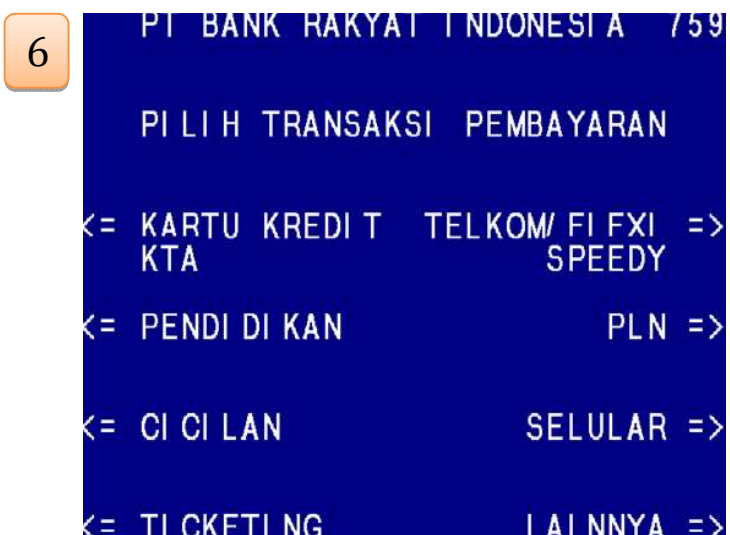 6
PT BANK RAKYAT INDONESIA 759
PILIH TRANSAKSI PEMBAYARAN
<= KARTU KREDIT TELKOM/FLEXI =>
KTA SPEEDY
<= PENDIDIKAN PLN =>
<= CICILAN SELULAR =>
<= TICKETING LAINNYA =>